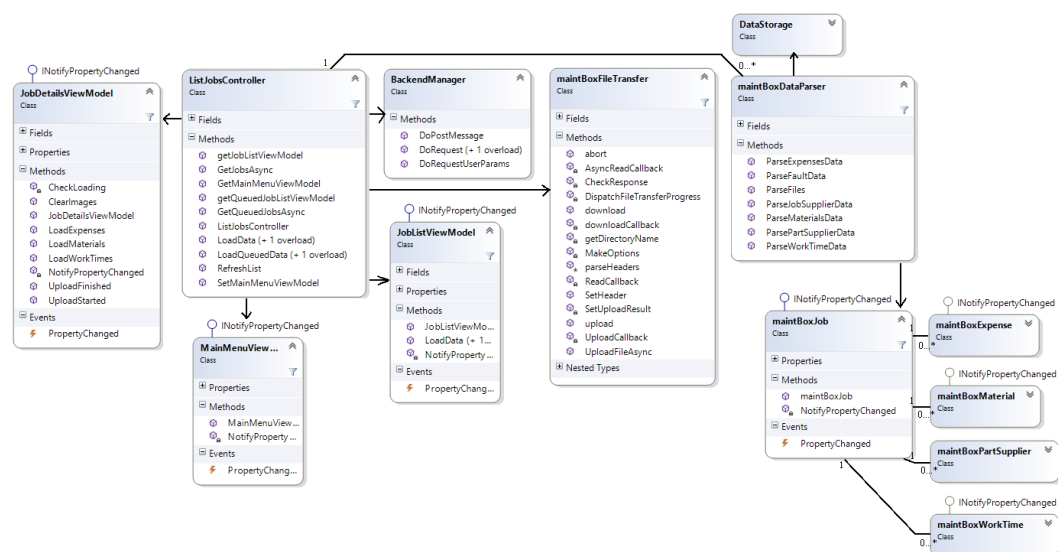 DataStorage
Class
1
0...*
INotifyPropertyChanged
JobDetailsViewModel
Class
Fields
Properties
Methods
CheckLoading
ClearImages
JobDetailsViewModel
LoadExpenses
LoadMaterials
LoadWorkTimes
NotifyPropertyChanged
UploadFinished
UploadStarted
Events
PropertyChanged
ListJobsController
Class
Fields
Methods
getJobListViewModel
GetJobsAsync
GetMainMenuViewModel
getQueuedJobListViewModel
GetQueuedJobsAsync
ListJobsController
LoadData (+ 1 overload)
LoadQueuedData (+ 1 overload)
RefreshList
SetMainMenuViewModel
BackendManager
Class
Methods
DoPostMessage
DoRequest (+ 1 overload)
DoRequestUserParams
maintBoxFileTransfer
Class
Methods
abort
AsyncReadCallback
CheckResponse
DispatchFileTransferProgress
download
downloadCallback
getDirectoryName
MakeOptions
parseHeaders
ReadCallback
SetHeader
SetUploadResult
upload
UploadCallback
UploadFileAsync
Nested Types
maintBoxDataParser
Class
Fields
Methods
ParseExpensesData
ParseFaultData
ParseFiles
ParseJobSupplierData
ParseMaterialsData
ParsePartSupplierData
ParseWorkTimeData
INotifyPropertyChanged
JobListViewModel
Class
Fields
Properties
Methods
JobListViewMo...
LoadData (+ 1...
NotifyProperty...
Events
PropertyChang...
INotifyPropertyChanged
MainMenuView ...
Class
Properties
Methods
MainMenuView...
NotifyProperty...
Events
PropertyChang...
INotifyPropertyChanged
maintBoxJob
Class
Properties
Methods
maintBoxJob
NotifyPropertyChanged
Events
PropertyChanged
INotifyPropertyChanged
1
maintBoxExpense
Class
0...*
INotifyPropertyChanged
1
maintBoxMaterial
Class
0...*
1
maintBoxPartSupplier
Class
0...*
1
INotifyPropertyChanged
maintBoxWorkTime
Class
0...*